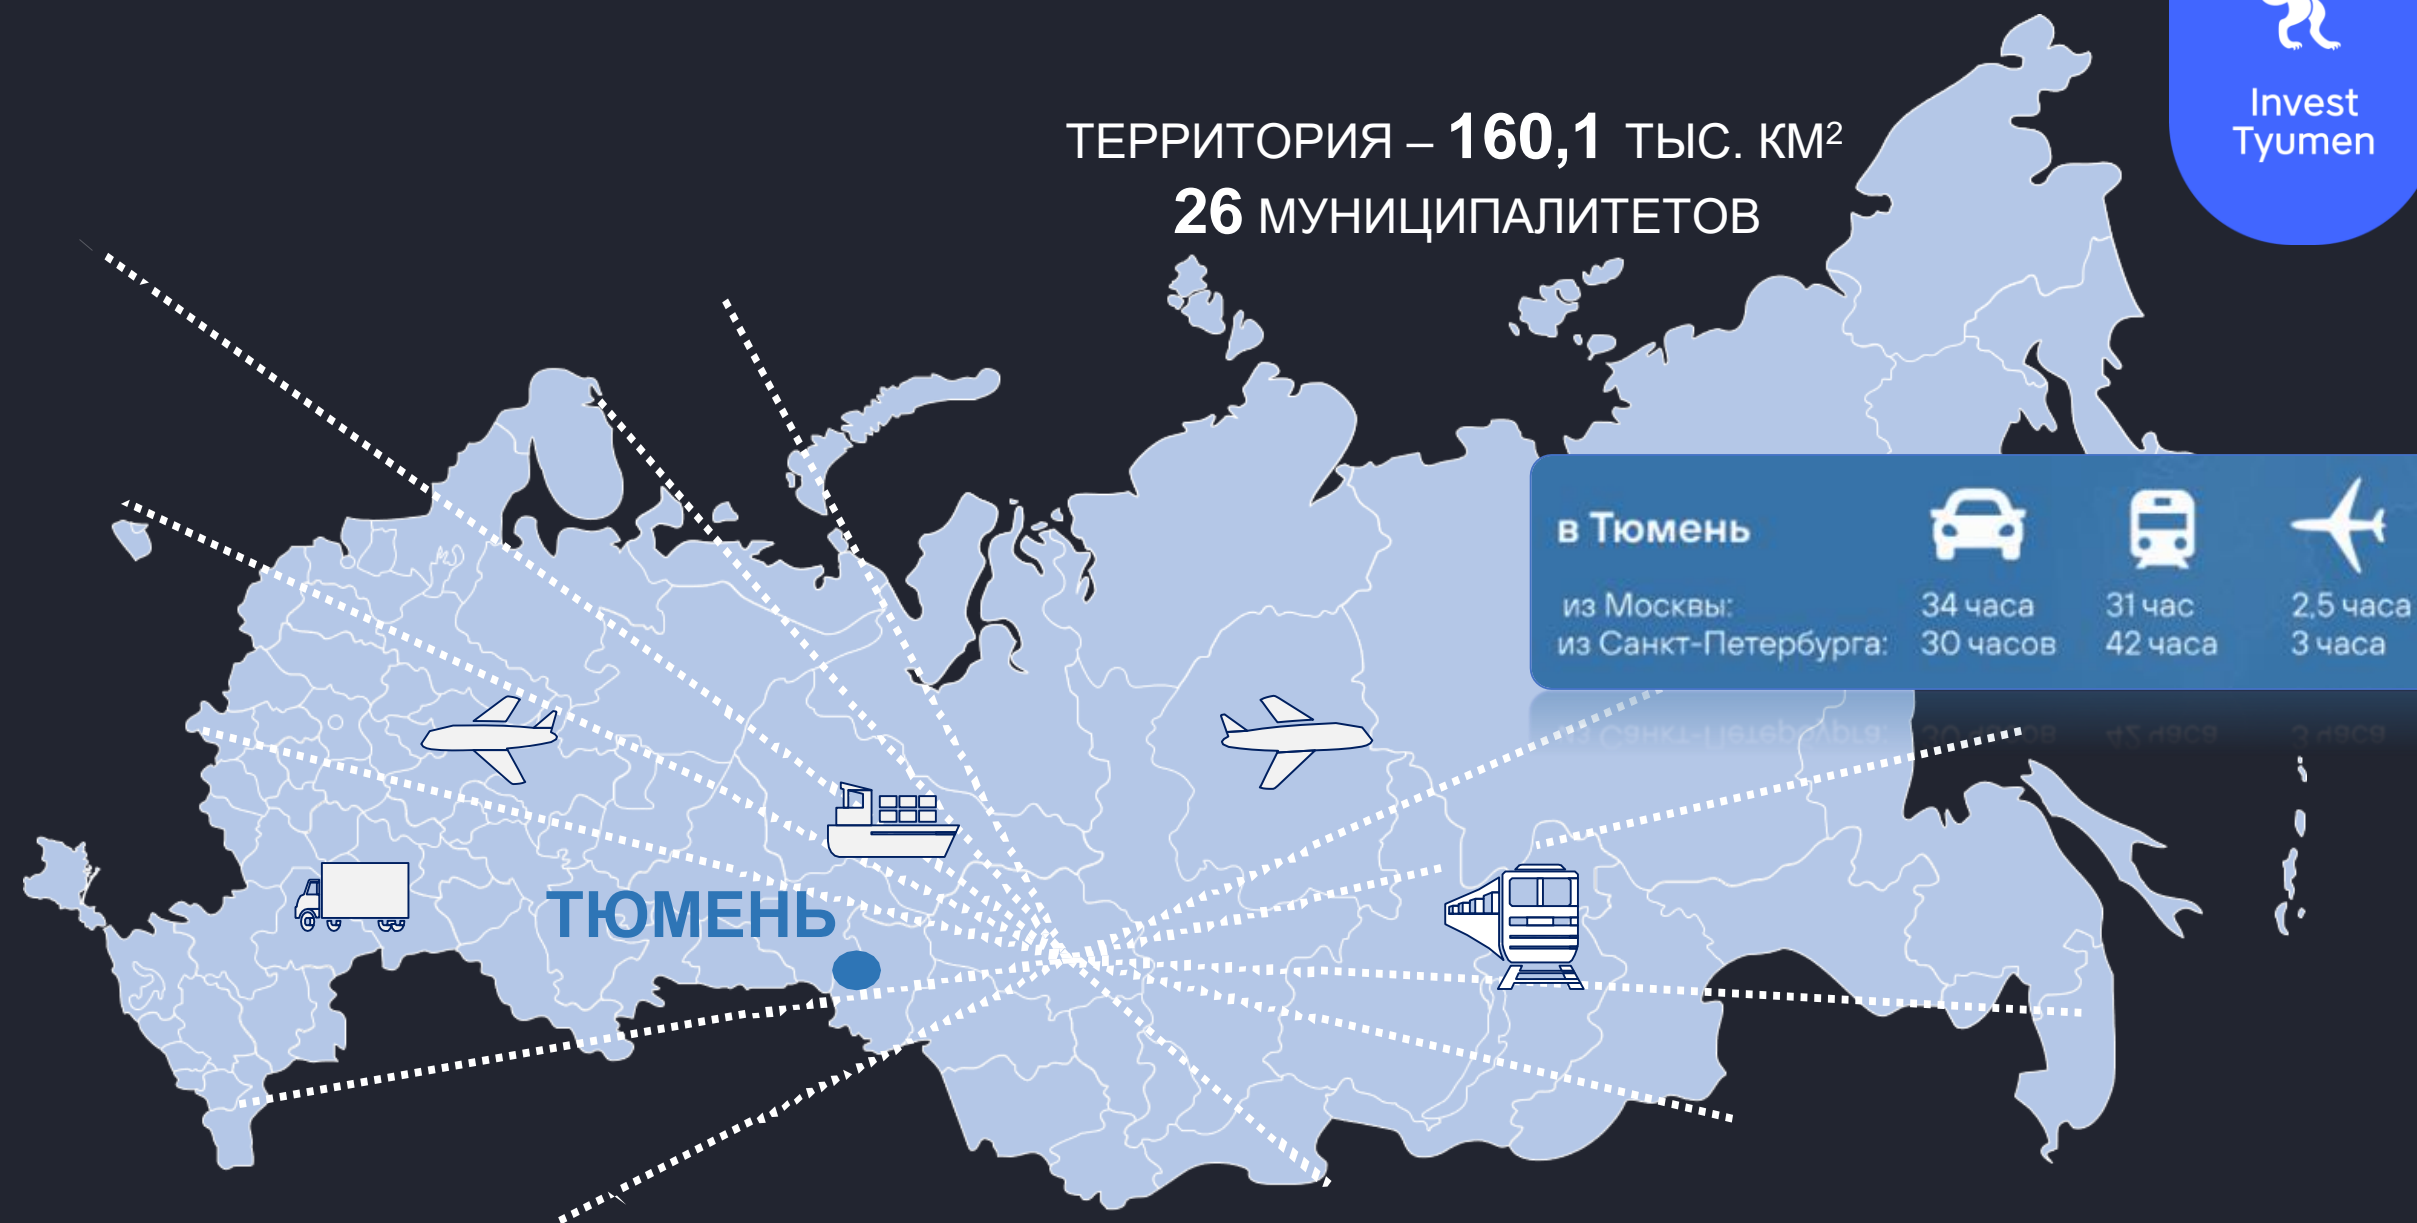 Invest
Tyumen
ТЕРРИТОРИЯ – 160,1 ТЫС. КМ²
26 МУНИЦИПАЛИТЕТОВ
в Тюмень
из Москвы: 34 часа 31 час 2,5 часа
из Санкт-Петербурга: 30 часов 42 часа 3 часа
ТЮМЕНЬ